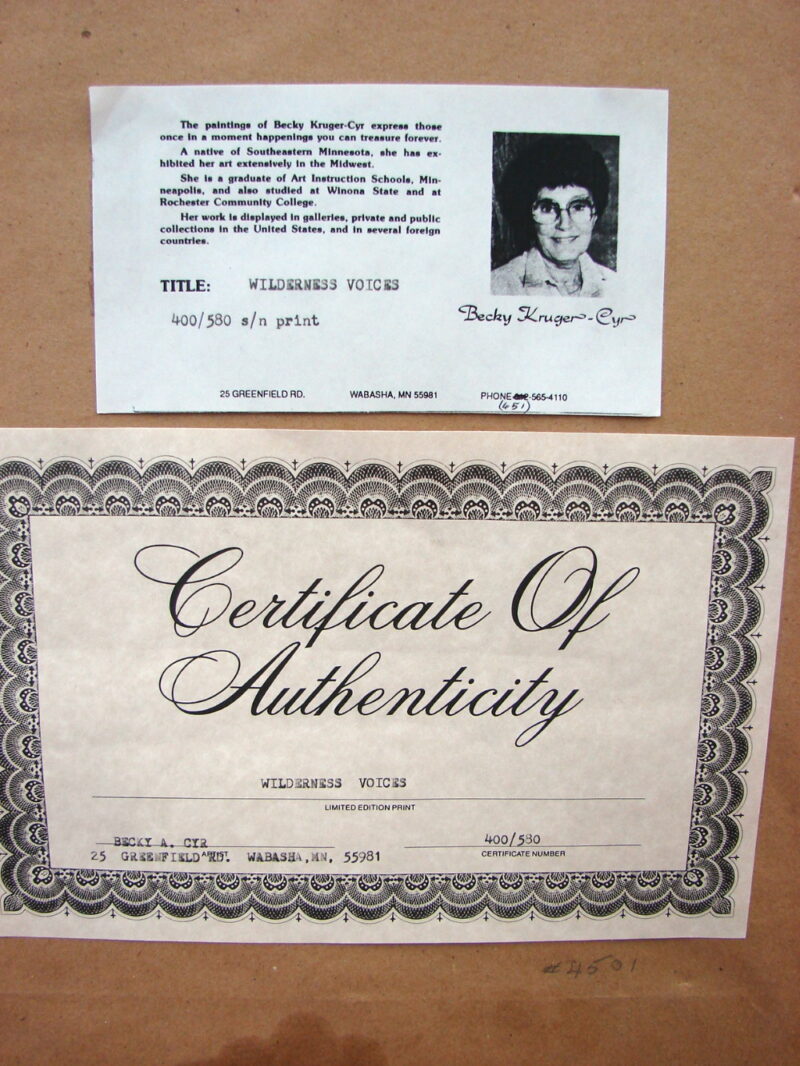 The paintings of Becky Kruger-Cyr express those
once in a moment happenings you can treasure forever.
A native of Southeastern Minnesota, she has ex-
hibited her art extensively in the Midwest.
She is a graduate of Art Instruction Schools, Min-
neapolis, and also studied at Winona State and at
Rochester Community College.
Her work is displayed in galleries, private and public
collections in the United States, and in several foreign
countries.
TITLE: WILDERNESS VOICES
400/580 s/n print
Becky Kruger-Cyr
25 GREENFIELD RD. WABASHA, MN 55981 PHONE -565-4110
(451)
Certificate Of
Authenticity
WILDERNESS VOICES
LIMITED EDITION PRINT
BECKY A. CYR
25 GREENFIELD RD. WABASHA,MN, 55981
400/580
CERTIFICATE NUMBER
#4501